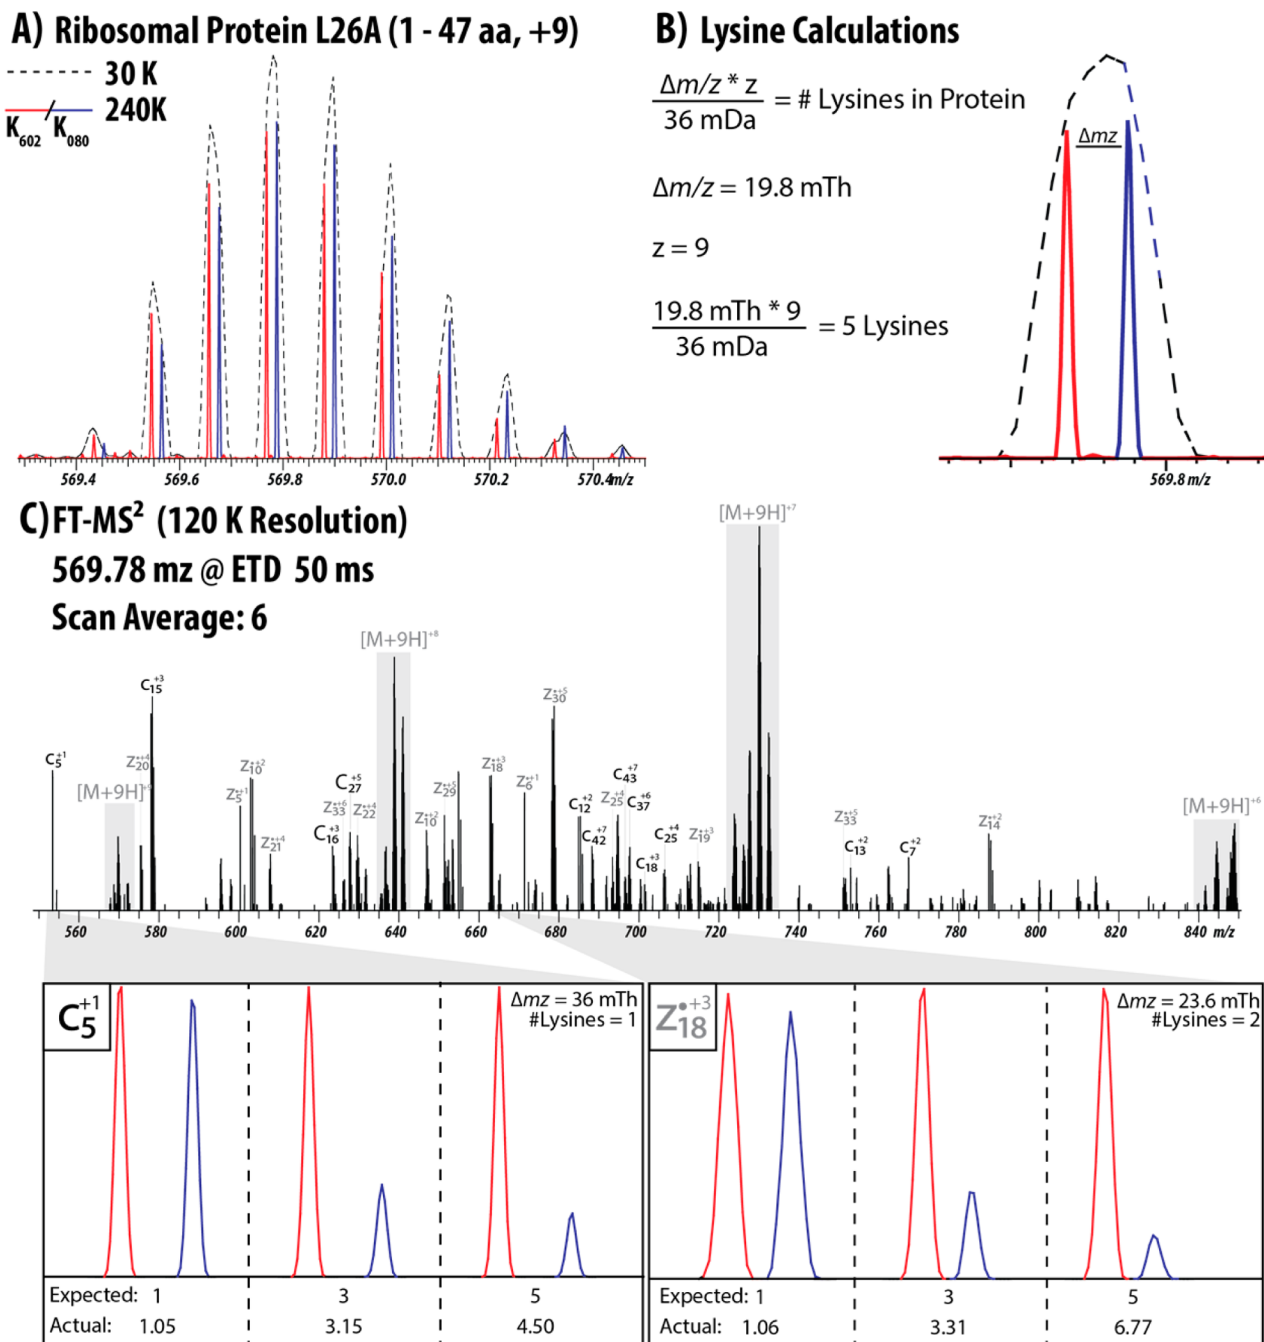 A) Ribosomal Protein L26A (1 - 47 aa, +9)
30 K
240K
K602 / K080
569.4 569.6 569.8 570.0 570.2 570.4 m/z
B) Lysine Calculations
Δm/z * z / 36 mDa = # Lysines in Protein
Δm/z = 19.8 mTh
z = 9
19.8 mTh * 9 / 36 mDa = 5 Lysines
Δmz
569.8 m/z
C) FT-MS² (120 K Resolution)
569.78 mz @ ETD 50 ms
Scan Average: 6
[M+9H]+7
[M+9H]+8
C15+3
Z30•+5
C5+1
Z20•+4
[M+9H]+9
Z10•+2
Z5•+1
Z21•+4
C27+5
Z33•+6
Z22•+4
C16+3
Z29•+5
Z10•+2
Z18•+3
Z6•+1
C43+7
C12+2
Z25•+4
C37+6
C42+7
C18+3
C25+4
Z19•+3
Z33•+5
C13+2
C7+2
Z14•+2
[M+9H]+6
560 580 600 620 640 660 680 700 720 740 760 780 800 820 840 m/z
C5+1
Δmz = 36 mTh
#Lysines = 1
Expected: 1 3 5
Actual: 1.05 3.15 4.50
Z18•+3
Δmz = 23.6 mTh
#Lysines = 2
Expected: 1 3 5
Actual: 1.06 3.31 6.77